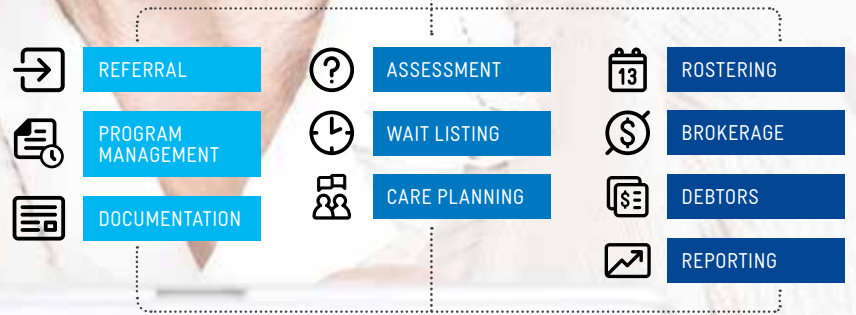 REFERRAL
PROGRAM
MANAGEMENT
DOCUMENTATION
?
ASSESSMENT
WAIT LISTING
CARE PLANNING
13
ROSTERING
$
BROKERAGE
$
DEBTORS
REPORTING